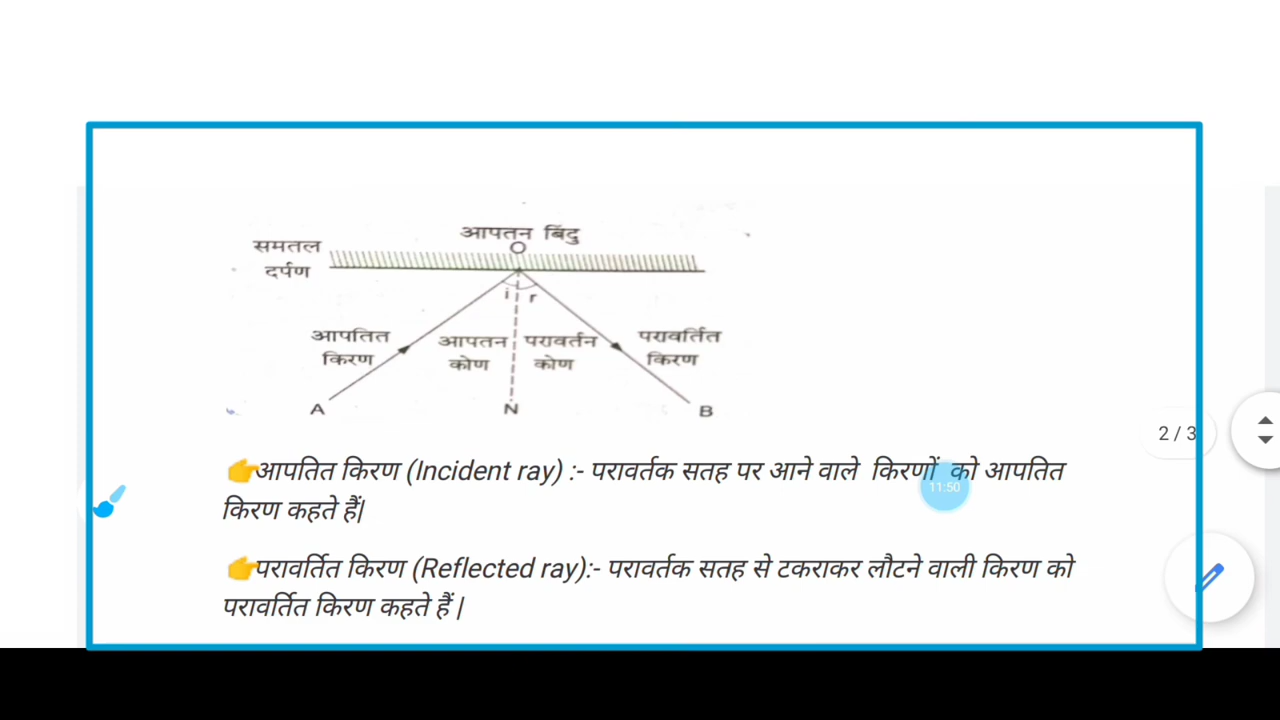 आपतन बिंदु
समतल
O
दर्पण
i
r
आपतित
आपतन
परावर्तन
परावर्तित
किरण
कोण
कोण
किरण
A
N
B
2 / 3
👉आपतित किरण (Incident ray) :- परावर्तक सतह पर आने वाले किरणों को आपतित
11:50
किरण कहते हैं|
👉परावर्तित किरण (Reflected ray):- परावर्तक सतह से टकराकर लौटने वाली किरण को
परावर्तित किरण कहते हैं |